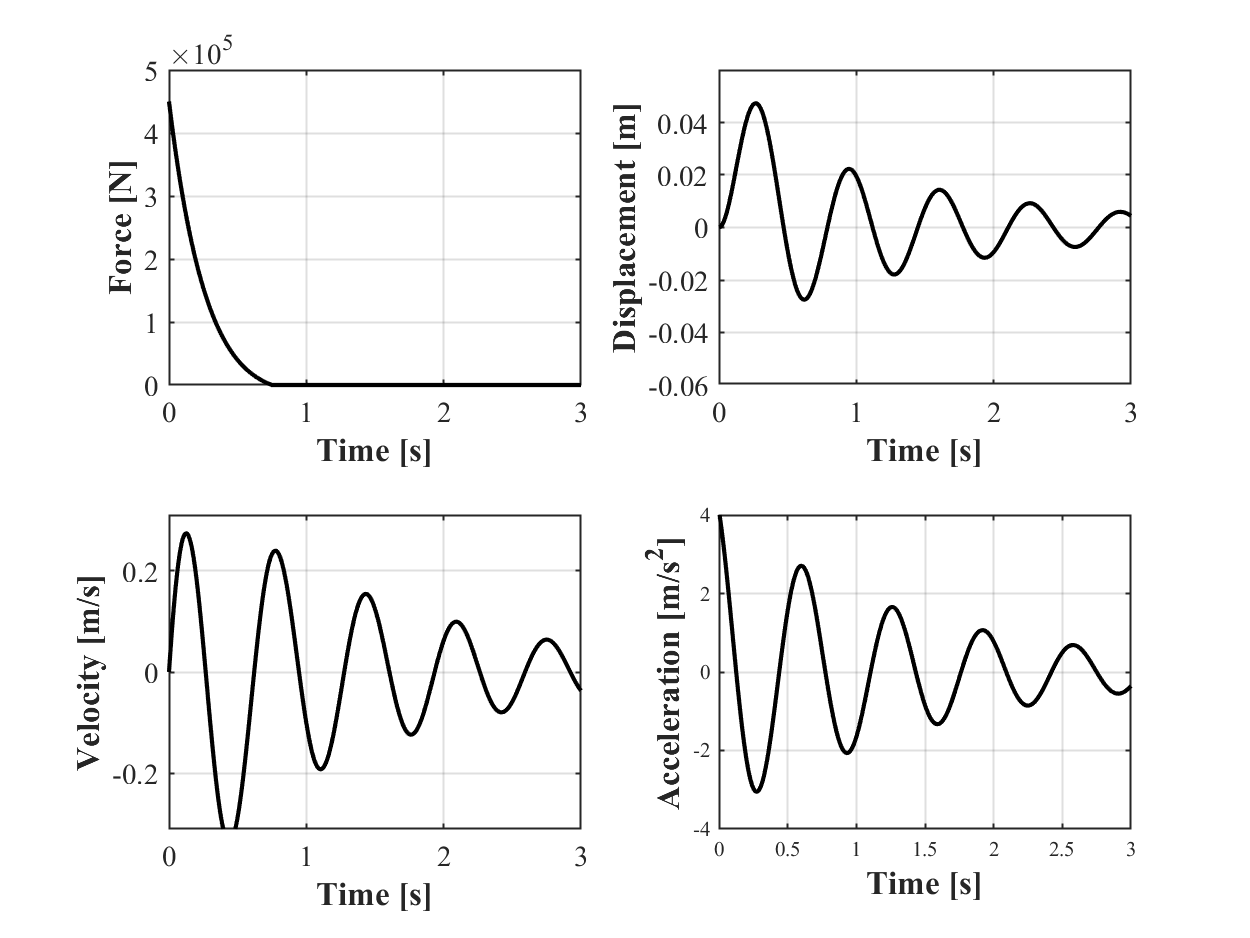 ×10^5
5
4
3
2
1
0
0 1 2 3
Force [N]
Time [s]
0.04
0.02
0
-0.02
-0.04
-0.06
0 1 2 3
Displacement [m]
Time [s]
0.2
0
-0.2
0 1 2 3
Velocity [m/s]
Time [s]
4
2
0
-2
-4
0 0.5 1 1.5 2 2.5 3
Acceleration [m/s^2]
Time [s]